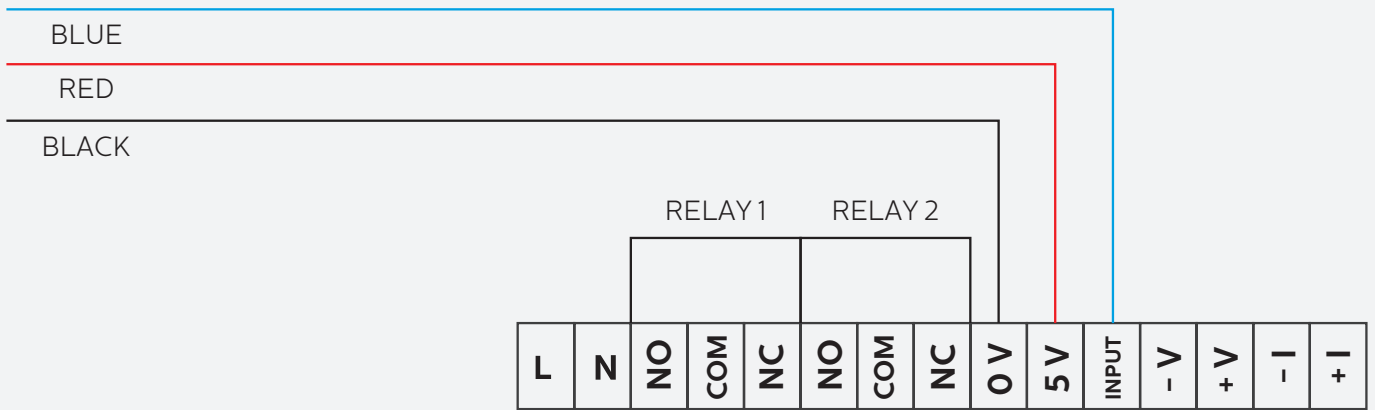 BLUE
RED
BLACK
RELAY 1 RELAY 2
L N NO COM NC NO COM NC 0 V 5 V INPUT - V + V - I + I